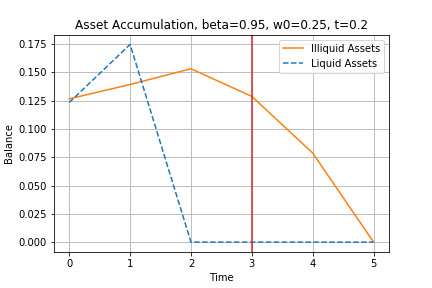 Asset Accumulation, beta=0.95, w0=0.25, t=0.2
Illiquid Assets
Liquid Assets
Balance
0.175
0.150
0.125
0.100
0.075
0.050
0.025
0.000
0 1 2 3 4 5
Time